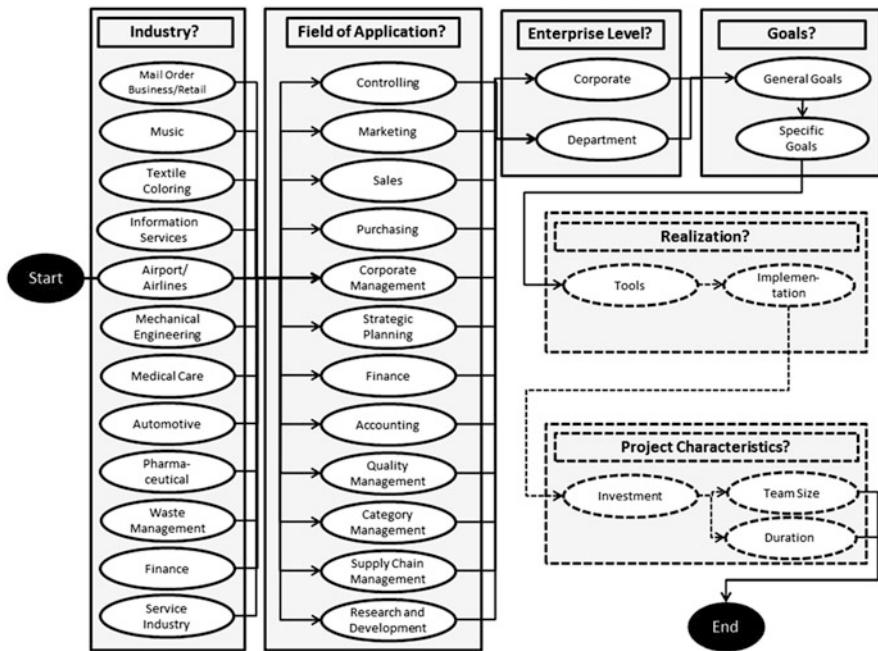 Industry?
Mail Order
Business/Retail
Music
Textile
Coloring
Information
Services
Start
Airport/
Airlines
Mechanical
Engineering
Medical Care
Automotive
Pharma-
ceutical
Waste
Management
Finance
Service
Industry
Field of Application?
Controlling
Marketing
Sales
Purchasing
Corporate
Management
Strategic
Planning
Finance
Accounting
Quality
Management
Category
Management
Supply Chain
Management
Research and
Development
Enterprise Level?
Corporate
Department
Goals?
General Goals
Specific
Goals
Realization?
Tools
Implemen-
tation
Project Characteristics?
Investment
Team Size
Duration
End